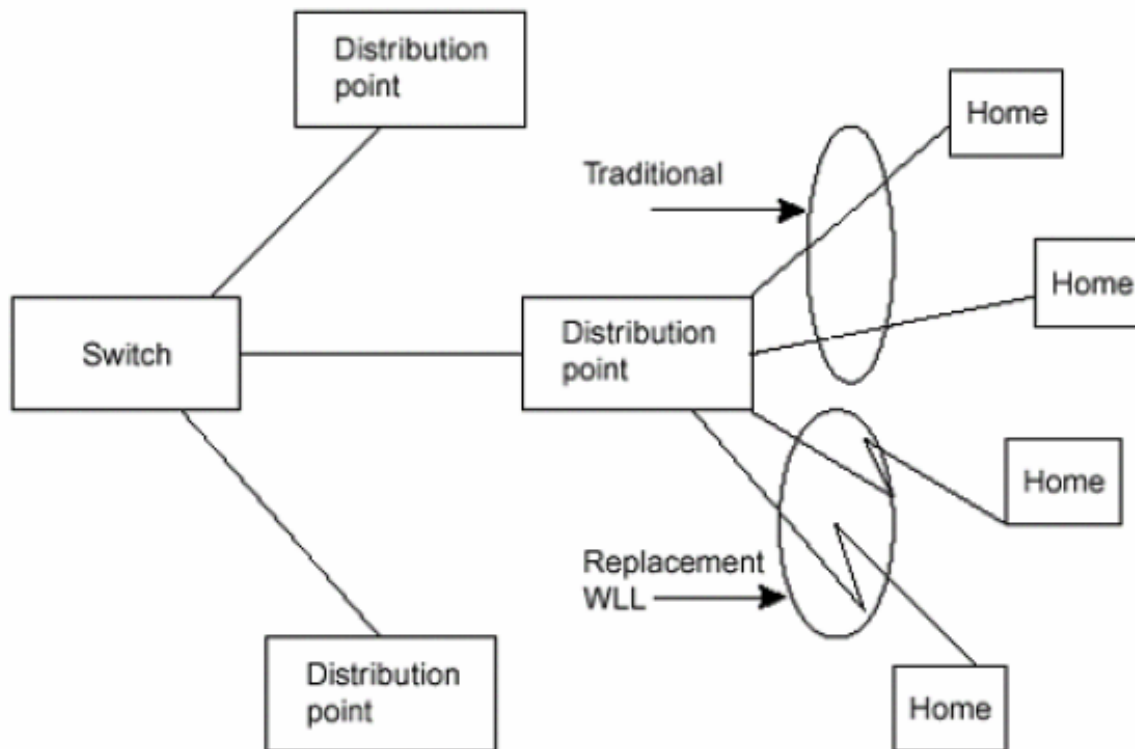 Distribution
point
Home
Traditional
Home
Switch
Distribution
point
Home
Replacement
WLL
Distribution
point
Home